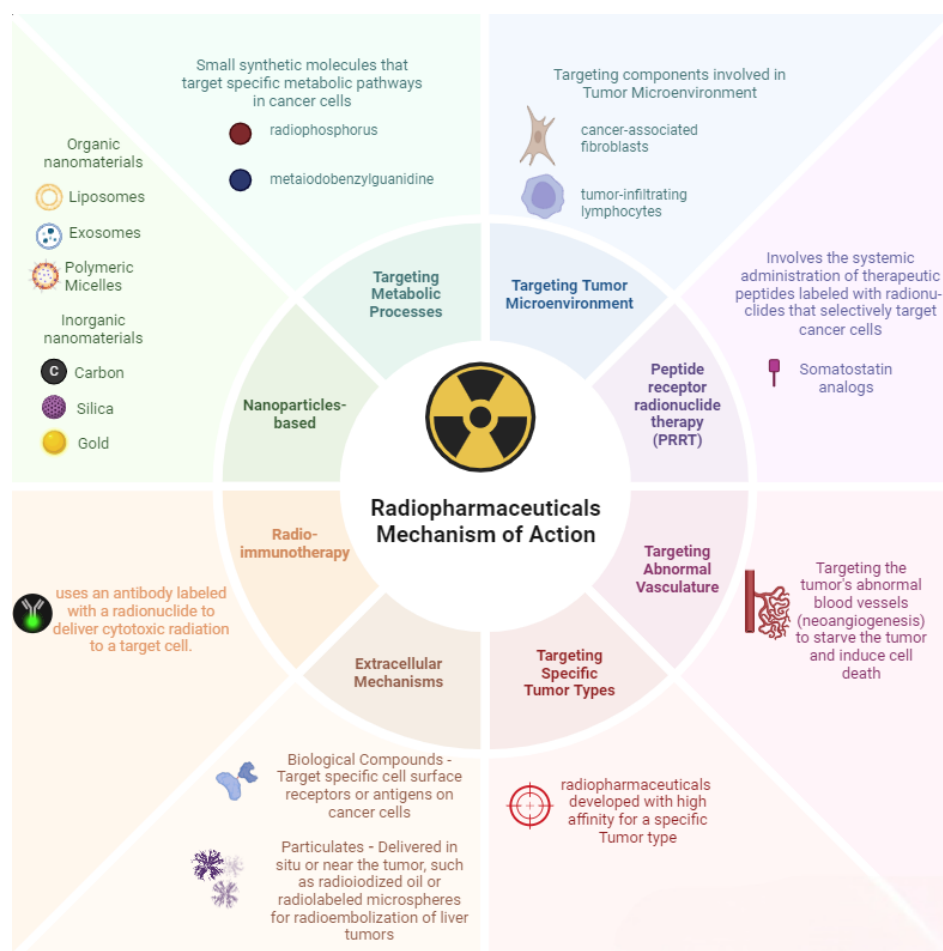 Radiopharmaceuticals
Mechanism of Action
Targeting
Metabolic
Processes
Small synthetic molecules that
target specific metabolic pathways
in cancer cells
radiophosphorus
metaiodobenzylguanidine
Targeting Tumor
Microenvironment
Targeting components involved in
Tumor Microenvironment
cancer-associated
fibroblasts
tumor-infiltrating
lymphocytes
Peptide
receptor
radionuclide
therapy
(PRRT)
Involves the systemic
administration of therapeutic
peptides labeled with radionu-
clides that selectively target
cancer cells
Somatostatin
analogs
Targeting
Abnormal
Vasculature
Targeting the
tumor's abnormal
blood vessels
(neoangiogenesis)
to starve the tumor
and induce cell
death
Targeting
Specific
Tumor Types
radiopharmaceuticals
developed with high
affinity for a specific
Tumor type
Extracellular
Mechanisms
Biological Compounds -
Target specific cell surface
receptors or antigens on
cancer cells
Particulates - Delivered in
situ or near the tumor, such
as radioiodized oil or
radiolabeled microspheres
for radioembolization of liver
tumors
Radio-
immunotherapy
uses an antibody labeled
with a radionuclide to
deliver cytotoxic radiation
to a target cell.
Nanoparticles-
based
Organic
nanomaterials
Liposomes
Exosomes
Polymeric
Micelles
Inorganic
nanomaterials
C
Carbon
Silica
Gold